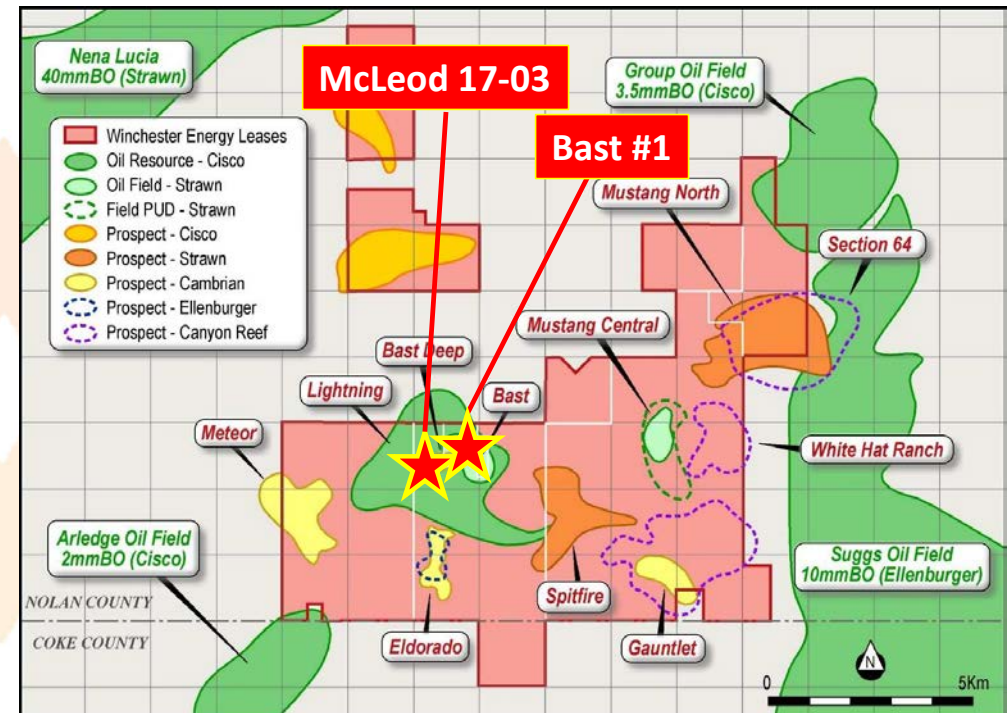 Nena Lucia
40mmBO (Strawn)
McLeod 17-03
Group Oil Field
3.5mmBO (Cisco)
Winchester Energy Leases
Oil Resource - Cisco
Oil Field - Strawn
Field PUD - Strawn
Prospect - Cisco
Prospect - Strawn
Prospect - Cambrian
Prospect - Ellenburger
Prospect - Canyon Reef
Bast #1
Mustang North
Section 64
Mustang Central
Bast Deep
Lightning
Bast
Meteor
White Hat Ranch
Arledge Oil Field
2mmBO (Cisco)
Suggs Oil Field
10mmBO (Ellenburger)
Spitfire
NOLAN COUNTY
COKE COUNTY
Eldorado
Gauntlet
N
0
5Km